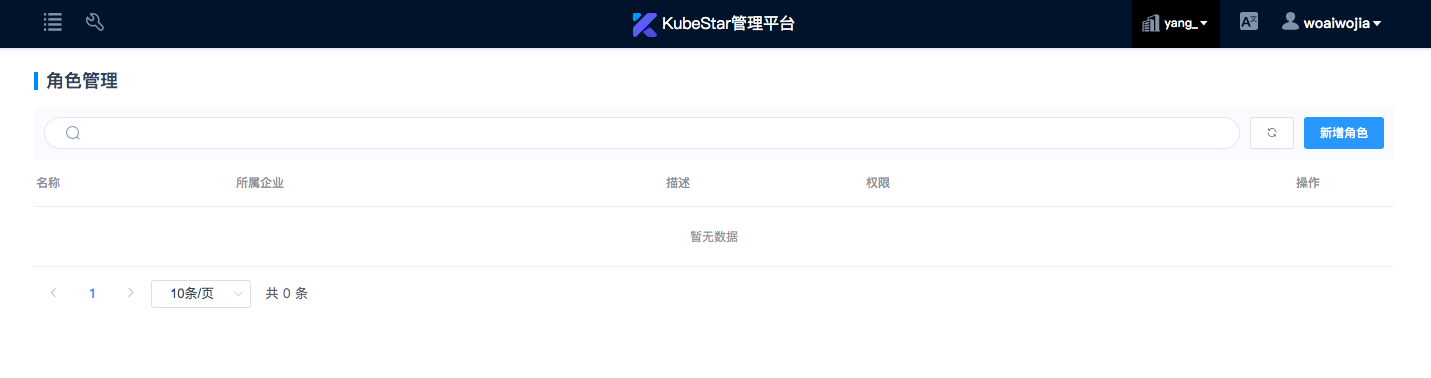 KubeStar管理平台 yang_ woaiwojia
角色管理
新增角色
名称 所属企业 描述 权限 操作
暂无数据
1 10条/页 共 0 条